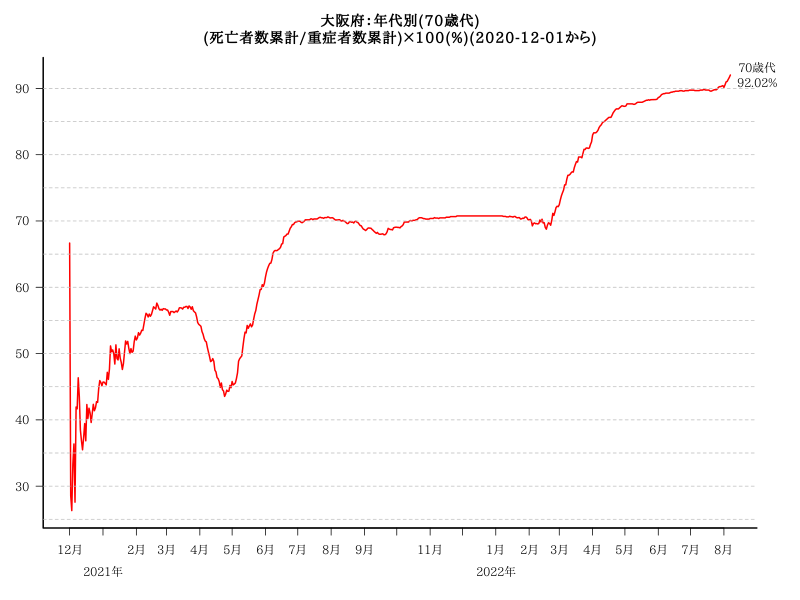 大阪府：年代別(70歳代)
(死亡者数累計/重症者数累計)×100(%)(2020-12-01から)
70歳代
92.02%
90
80
70
60
50
40
30
12月 2月 3月 4月 5月 6月 7月 8月 9月 11月 1月 2月 3月 4月 5月 6月 7月 8月
2021年 2022年